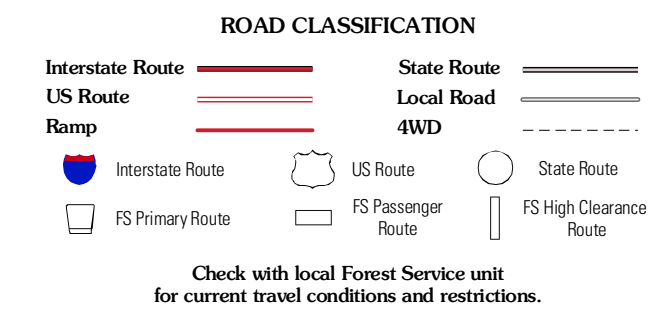 ROAD CLASSIFICATION
Interstate Route
State Route
US Route
Local Road
Ramp
4WD
Interstate Route
US Route
State Route
FS Primary Route
FS Passenger
Route
FS High Clearance
Route
Check with local Forest Service unit
for current travel conditions and restrictions.